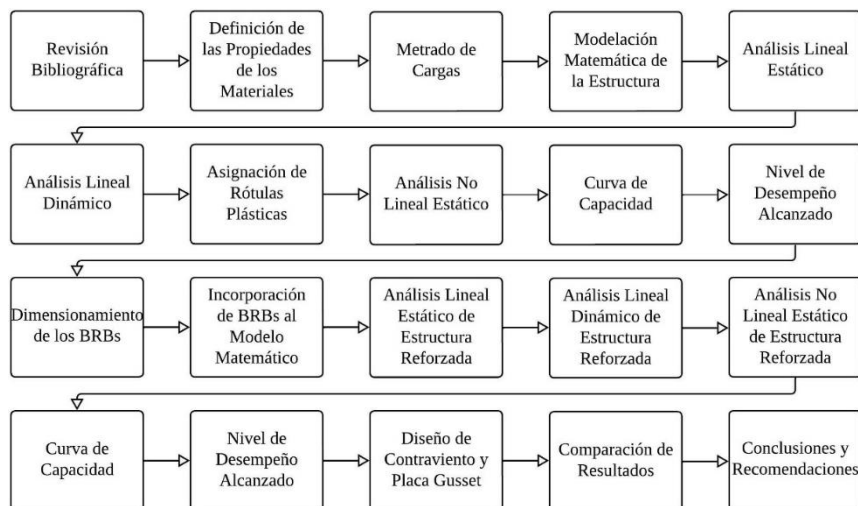 Revisión
Bibliográfica
Definición de
las Propiedades
de los
Materiales
Metrado de
Cargas
Modelación
Matemática de
la Estructura
Análisis Lineal
Estático
Análisis Lineal
Dinámico
Asignación de
Rótulas
Plásticas
Análisis No
Lineal Estático
Curva de
Capacidad
Nivel de
Desempeño
Alcanzado
Dimensionamiento
de los BRBs
Incorporación
de BRBs al
Modelo
Matemático
Análisis Lineal
Estático de
Estructura
Reforzada
Análisis Lineal
Dinámico de
Estructura
Reforzada
Análisis No
Lineal Estático
de Estructura
Reforzada
Curva de
Capacidad
Nivel de
Desempeño
Alcanzado
Diseño de
Contraviento y
Placa Gusset
Comparación de
Resultados
Conclusiones y
Recomendaciones